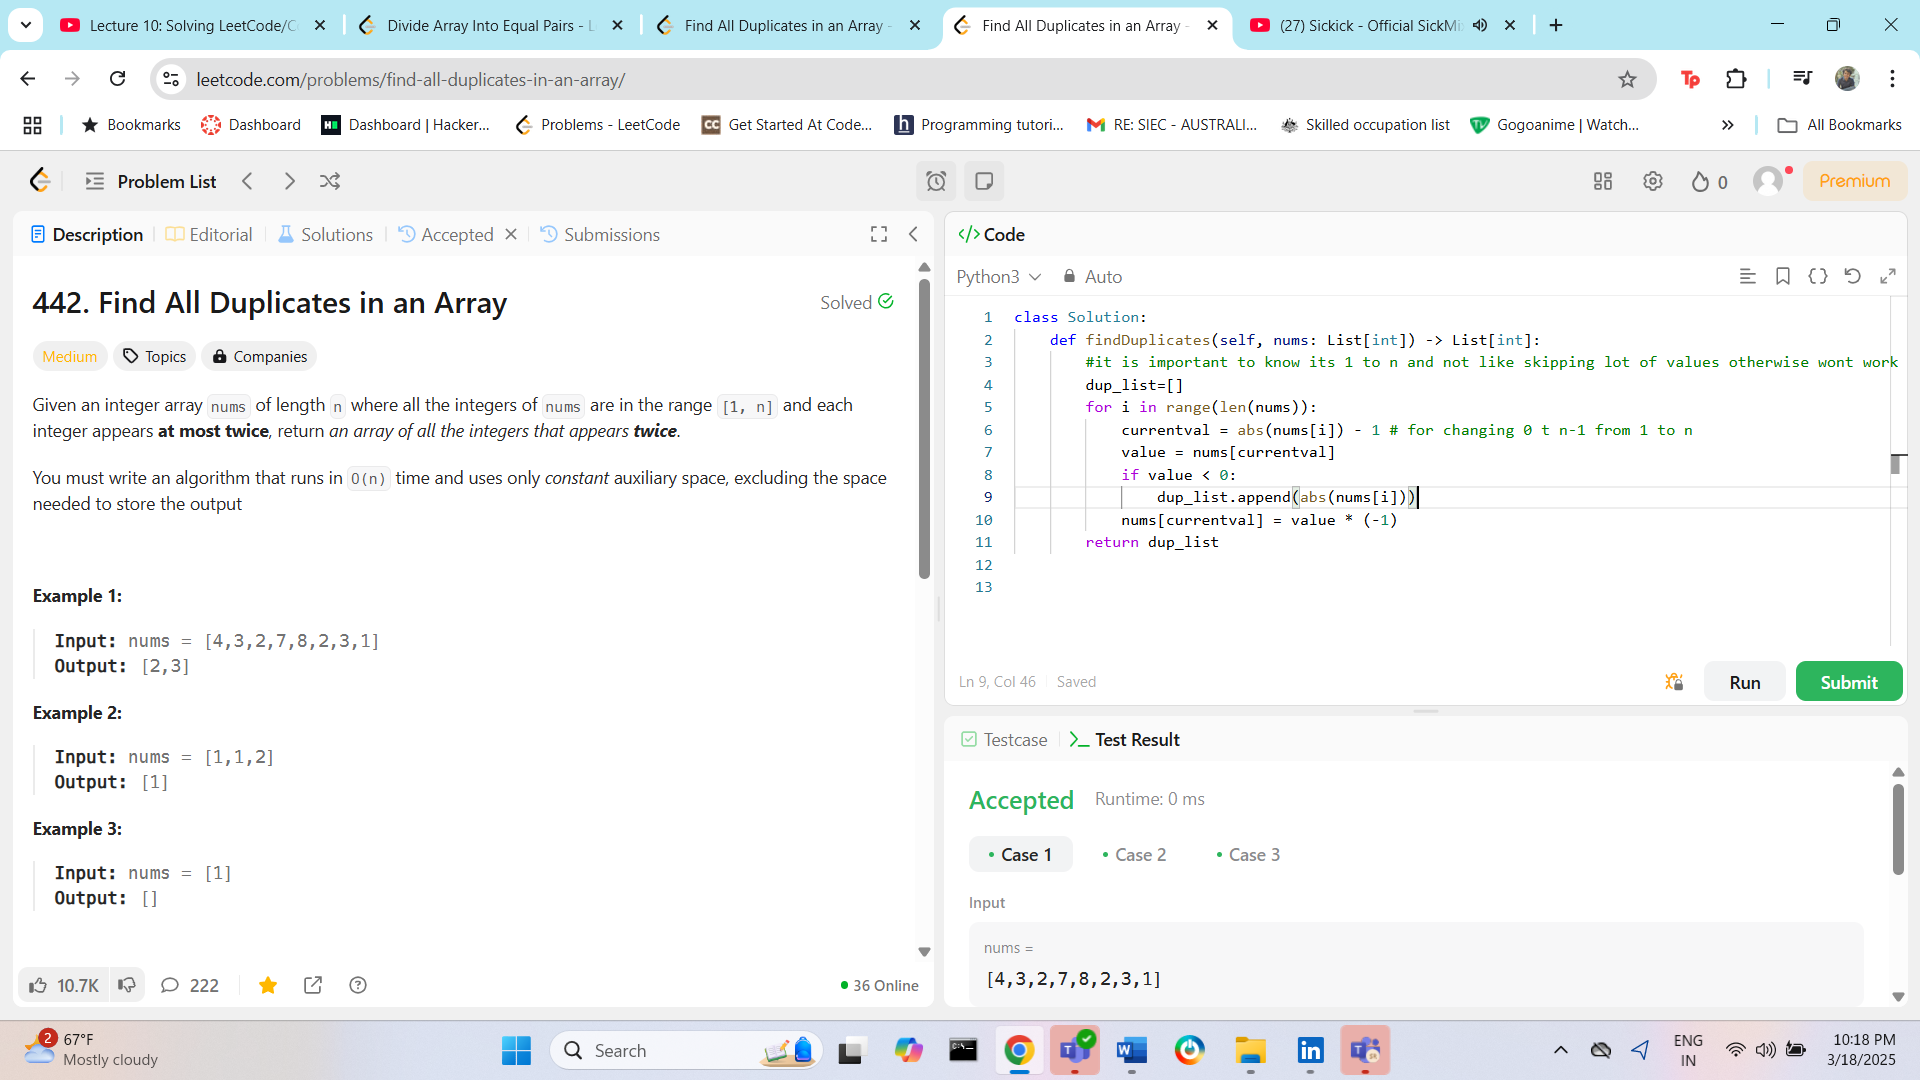 Lecture 10: Solving LeetCode/C
Divide Array Into Equal Pairs - L
Find All Duplicates in an Array -
Find All Duplicates in an Array -
(27) Sickick - Official SickMi
leetcode.com/problems/find-all-duplicates-in-an-array/
Tp
Bookmarks
Dashboard
Dashboard | Hacker...
Problems - LeetCode
Get Started At Code...
Programming tutori...
RE: SIEC - AUSTRALI...
Skilled occupation list
Gogoanime | Watch...
All Bookmarks
Problem List
0
Premium
Description
Editorial
Solutions
Accepted
Submissions
442. Find All Duplicates in an Array
Solved
Medium
Topics
Companies
Given an integer array nums of length n where all the integers of nums are in the range [1, n] and each
integer appears at most twice, return an array of all the integers that appears twice.
You must write an algorithm that runs in O(n) time and uses only constant auxiliary space, excluding the space
needed to store the output
Example 1:
Input: nums = [4,3,2,7,8,2,3,1]
Output: [2,3]
Example 2:
Input: nums = [1,1,2]
Output: [1]
Example 3:
Input: nums = [1]
Output: []
10.7K
222
36 Online
Code
Python3
Auto
1 class Solution:
2 def findDuplicates(self, nums: List[int]) -> List[int]:
3 #it is important to know its 1 to n and not like skipping lot of values otherwise wont work
4 dup_list=[]
5 for i in range(len(nums)):
6 currentval = abs(nums[i]) - 1 # for changing 0 t n-1 from 1 to n
7 value = nums[currentval]
8 if value < 0:
9 dup_list.append(abs(nums[i]))
10 nums[currentval] = value * (-1)
11 return dup_list
12
13
Ln 9, Col 46
Saved
Run
Submit
Testcase
Test Result
Accepted
Runtime: 0 ms
Case 1
Case 2
Case 3
Input
nums =
[4,3,2,7,8,2,3,1]
2
67°F
Mostly cloudy
Search
ENG
IN
10:18 PM
3/18/2025